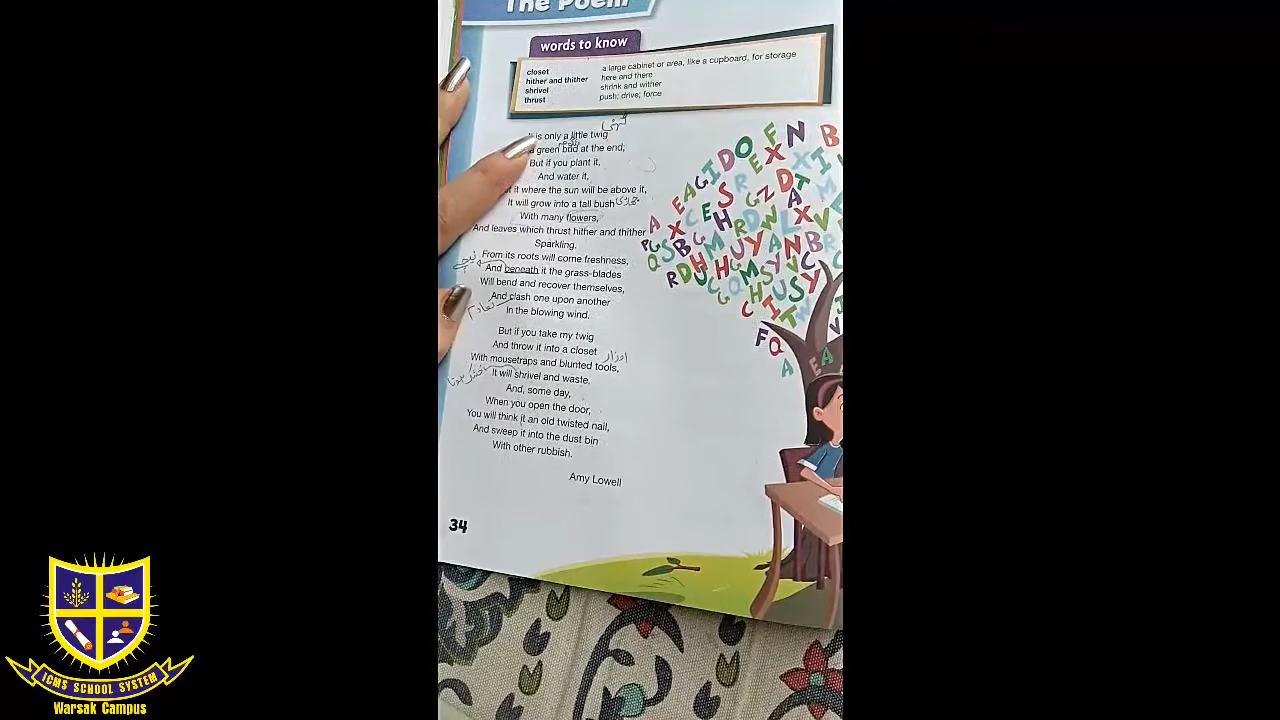 The Poem
words to know
closet a large cabinet or area, like a cupboard, for storage
hither and thither here and there
shrivel shrink and wither
thrust push; drive; force
is only a little twig
a green bud at the end;
But if you plant it,
And water it,
it where the sun will be above it,
It will grow into a tall bush
With many flowers,
And leaves which thrust hither and thither
Sparkling.
From its roots will come freshness,
نیچے
And beneath it the grass-blades
Will bend and recover themselves,
And clash one upon another
In the blowing wind.
But if you take my twig
And throw it into a closet
اوزار
With mousetraps and blunted tools,
It will shrivel and waste.
And, some day,
When you open the door,
You will think it an old twisted nail,
And sweep it into the dust bin
With other rubbish.
Amy Lowell
34
ICMS SCHOOL SYSTEM
Warsak Campus